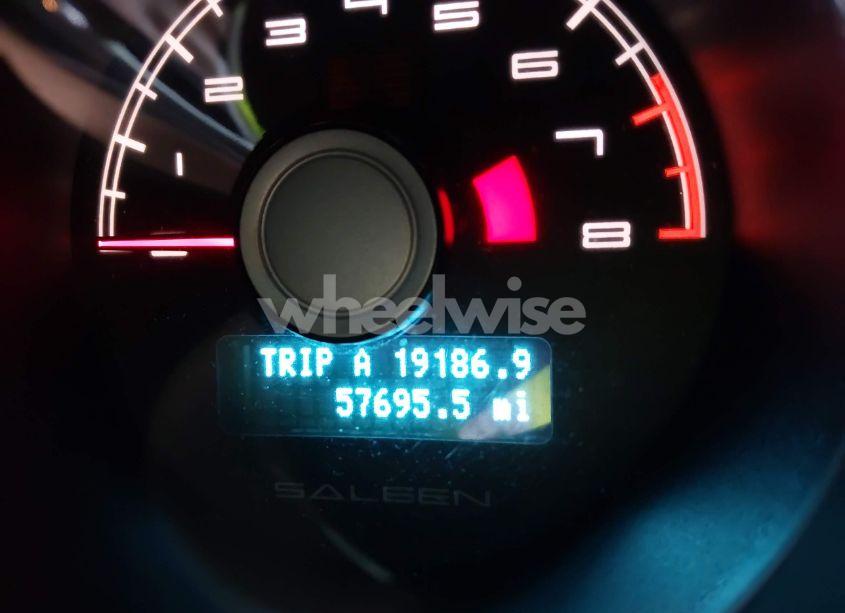 1 2 3 4 5 6 7 8
wheelwise
TRIP A 19186.9
57695.5 mi
SALEEN